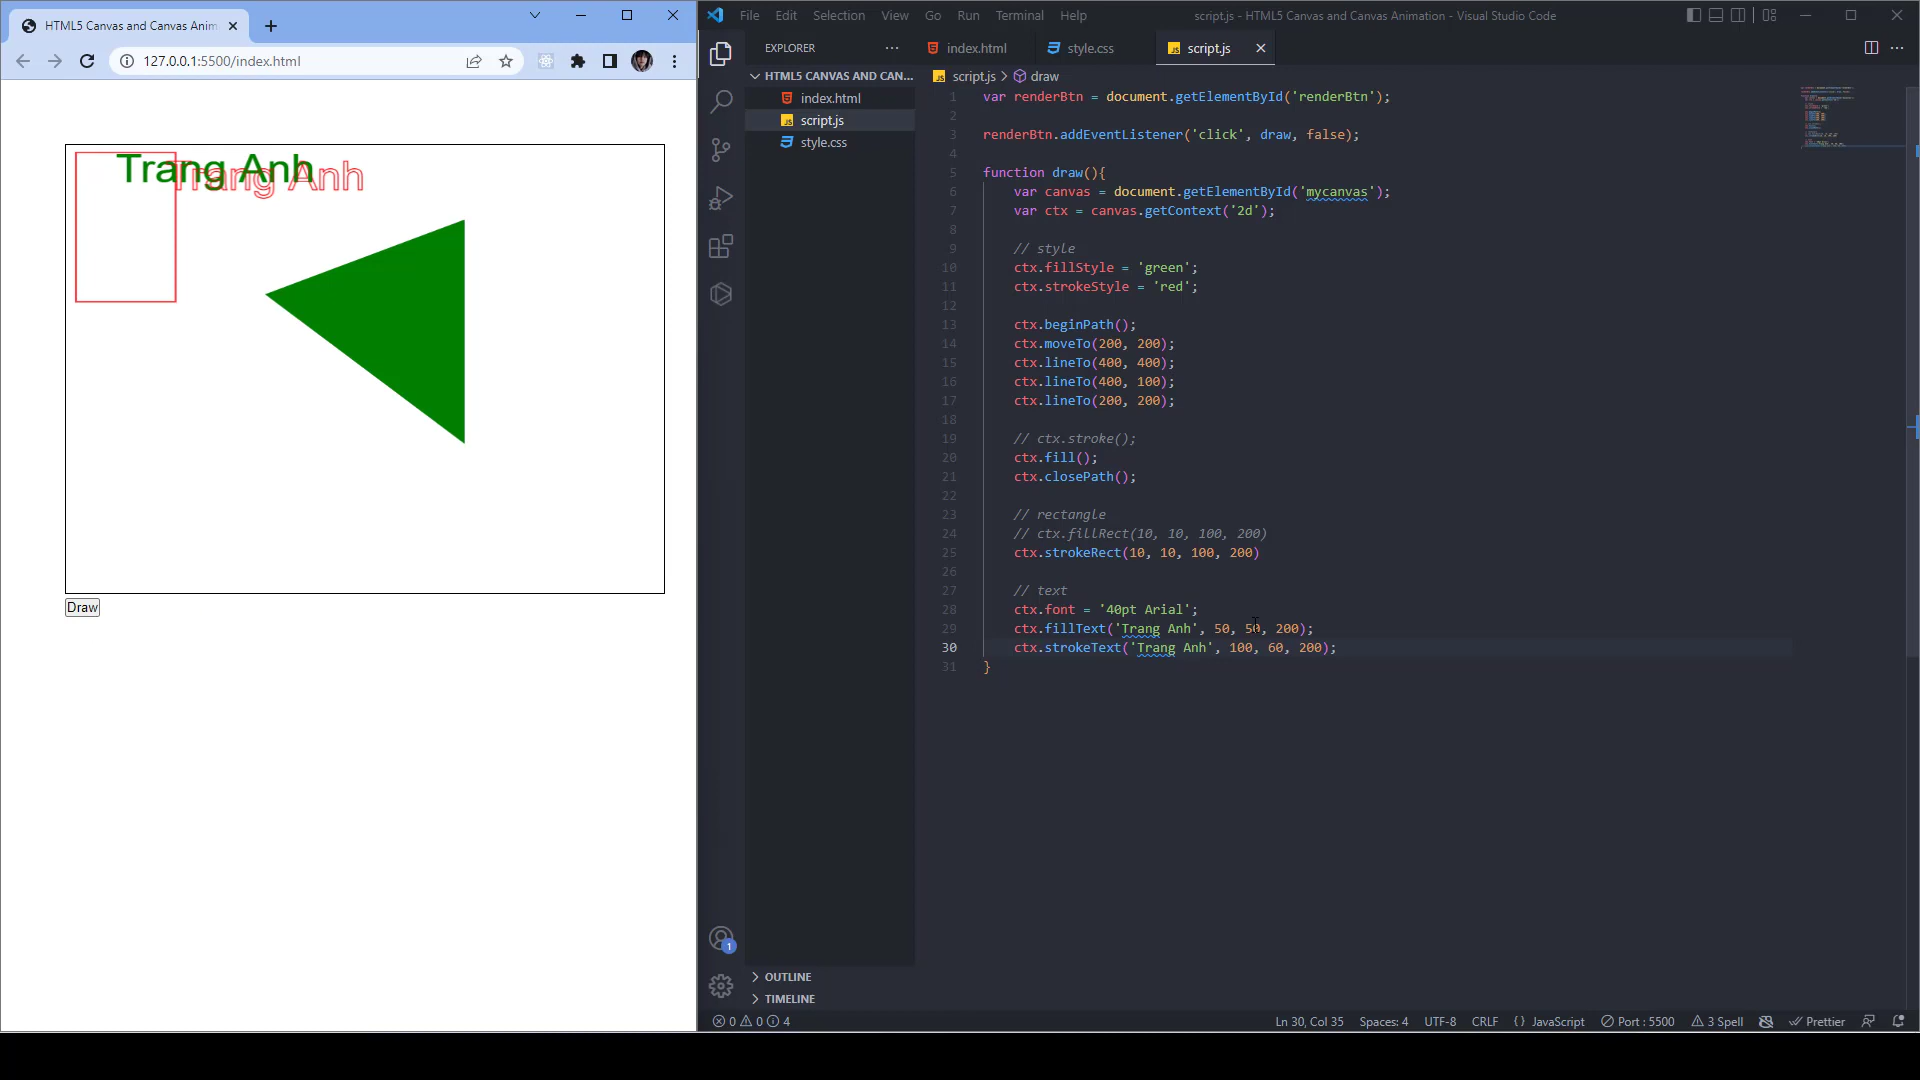 HTML5 Canvas and Canvas Anim
127.0.0.1:5500/index.html
Trang Anh
Trang Anh
Draw
File Edit Selection View Go Run Terminal Help
script.js - HTML5 Canvas and Canvas Animation - Visual Studio Code
EXPLORER
index.html
style.css
script.js
HTML5 CANVAS AND CAN...
index.html
script.js
style.css
OUTLINE
TIMELINE
script.js > draw
1 var renderBtn = document.getElementById('renderBtn');
2
3 renderBtn.addEventListener('click', draw, false);
4
5 function draw(){
6 var canvas = document.getElementById('mycanvas');
7 var ctx = canvas.getContext('2d');
8
9 // style
10 ctx.fillStyle = 'green';
11 ctx.strokeStyle = 'red';
12
13 ctx.beginPath();
14 ctx.moveTo(200, 200);
15 ctx.lineTo(400, 400);
16 ctx.lineTo(400, 100);
17 ctx.lineTo(200, 200);
18
19 // ctx.stroke();
20 ctx.fill();
21 ctx.closePath();
22
23 // rectangle
24 // ctx.fillRect(10, 10, 100, 200)
25 ctx.strokeRect(10, 10, 100, 200)
26
27 // text
28 ctx.font = '40pt Arial';
29 ctx.fillText('Trang Anh', 50, 50, 200);
30 ctx.strokeText('Trang Anh', 100, 60, 200);
31 }
1
0 0 4
Ln 30, Col 35 Spaces: 4 UTF-8 CRLF {} JavaScript Port : 5500 3 Spell Prettier